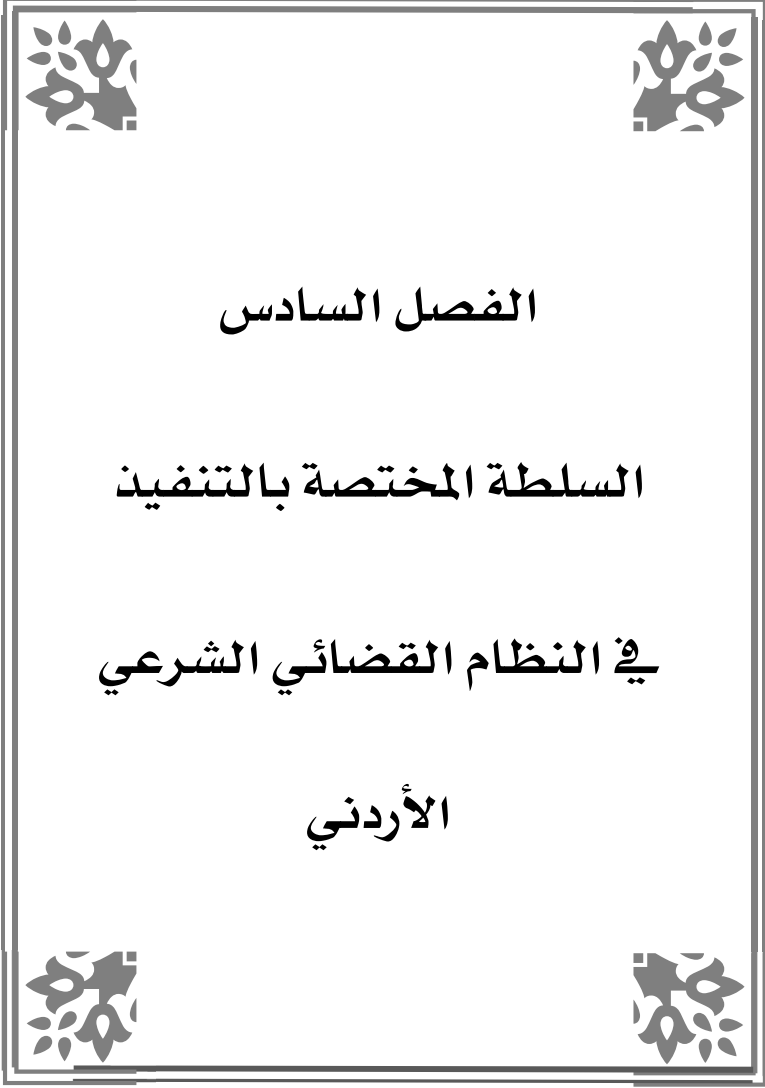 الفصل السادس
السلطة المختصة بالتنفيذ
في النظام القضائي الشرعي
الأردني